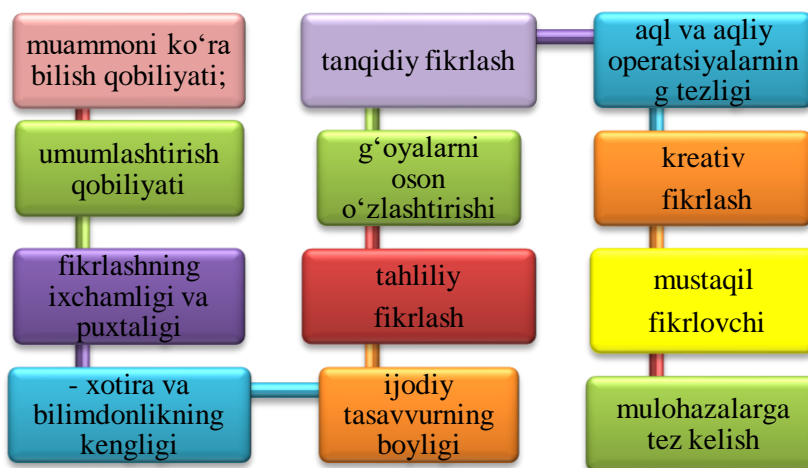 muammoni ko‘ra
bilish qobiliyati;
umumlashtirish
qobiliyati
fikrlashning
ixchamligi va
puxtaligi
- xotira va
bilimdonlikning
kengligi
ijodiy
tasavvurning
boyligi
tahliliy
fikrlash
g‘oyalarni
oson
o‘zlashtirishi
tanqidiy fikrlash
aql va aqliy
operatsiyalarnin
g tezligi
kreativ
fikrlash
mustaqil
fikrlovchi
mulohazalarga
tez kelish